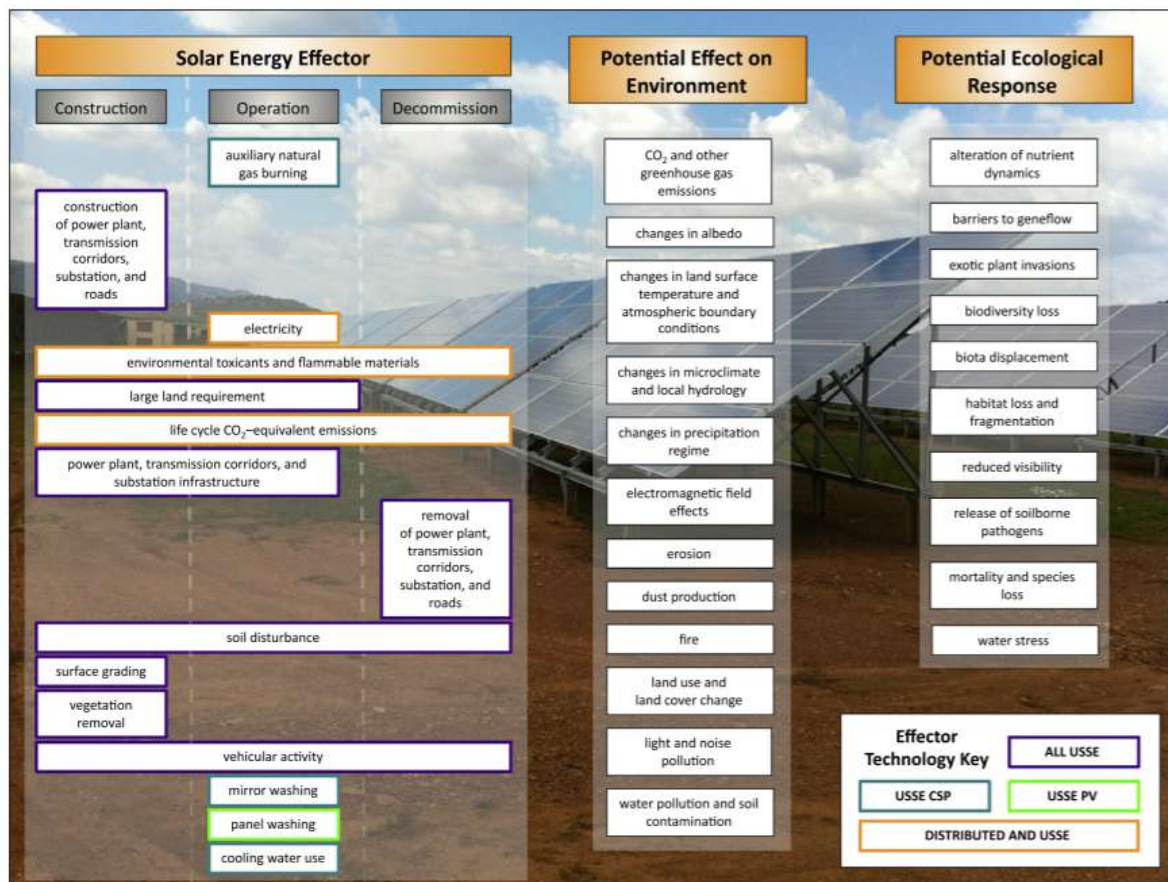 Solar Energy Effector
Construction
Operation
Decommission
auxiliary natural
gas burning
construction
of power plant,
transmission
corridors,
substation, and
roads
electricity
environmental toxicants and flammable materials
large land requirement
life cycle CO₂–equivalent emissions
power plant, transmission corridors, and
substation infrastructure
removal
of power plant,
transmission
corridors,
substation, and
roads
soil disturbance
surface grading
vegetation
removal
vehicular activity
mirror washing
panel washing
cooling water use
Potential Effect on
Environment
CO₂ and other
greenhouse gas
emissions
changes in albedo
changes in land surface
temperature and
atmospheric boundary
conditions
changes in microclimate
and local hydrology
changes in precipitation
regime
electromagnetic field
effects
erosion
dust production
fire
land use and
land cover change
light and noise
pollution
water pollution and soil
contamination
Potential Ecological
Response
alteration of nutrient
dynamics
barriers to geneflow
exotic plant invasions
biodiversity loss
biota displacement
habitat loss and
fragmentation
reduced visibility
release of soilborne
pathogens
mortality and species
loss
water stress
Effector
Technology Key
ALL USSE
USSE CSP
USSE PV
DISTRIBUTED AND USSE